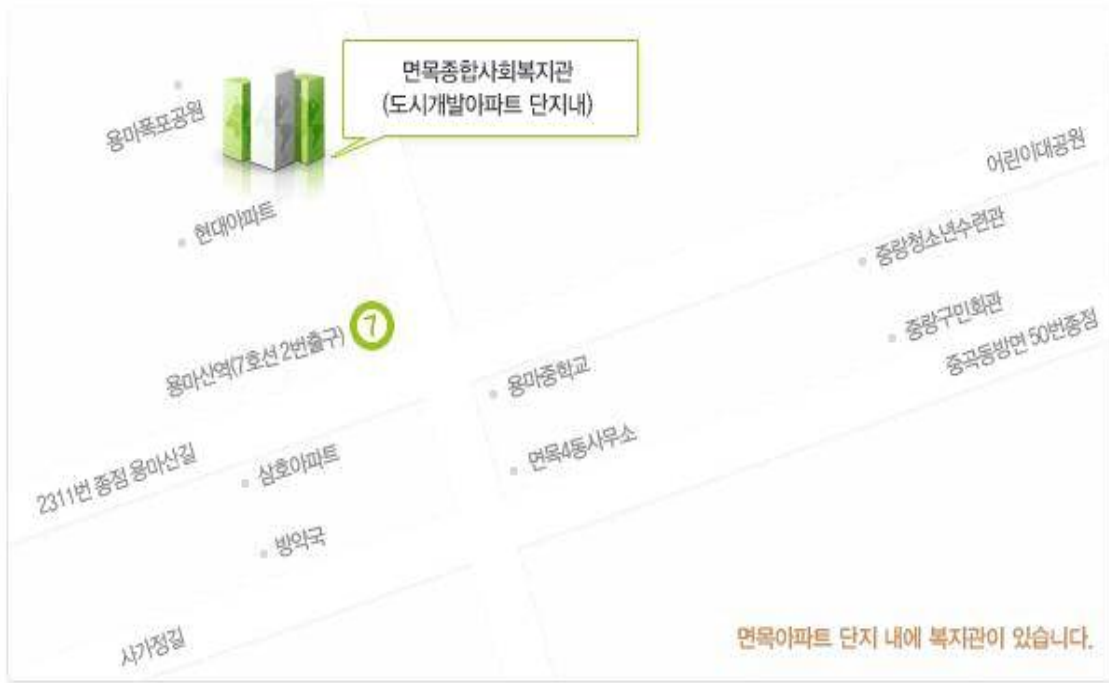 면목종합사회복지관
(도시개발아파트 단지내)
용마폭포공원
어린이대공원
현대아파트
중랑청소년수련관
용마산역(7호선 2번출구) 7
중랑구민회관
중곡동방면 50번종점
용마중학교
면목4동사무소
2311번 종점 용마산길
삼호아파트
방약국
사가정길
면목아파트 단지 내에 복지관이 있습니다.